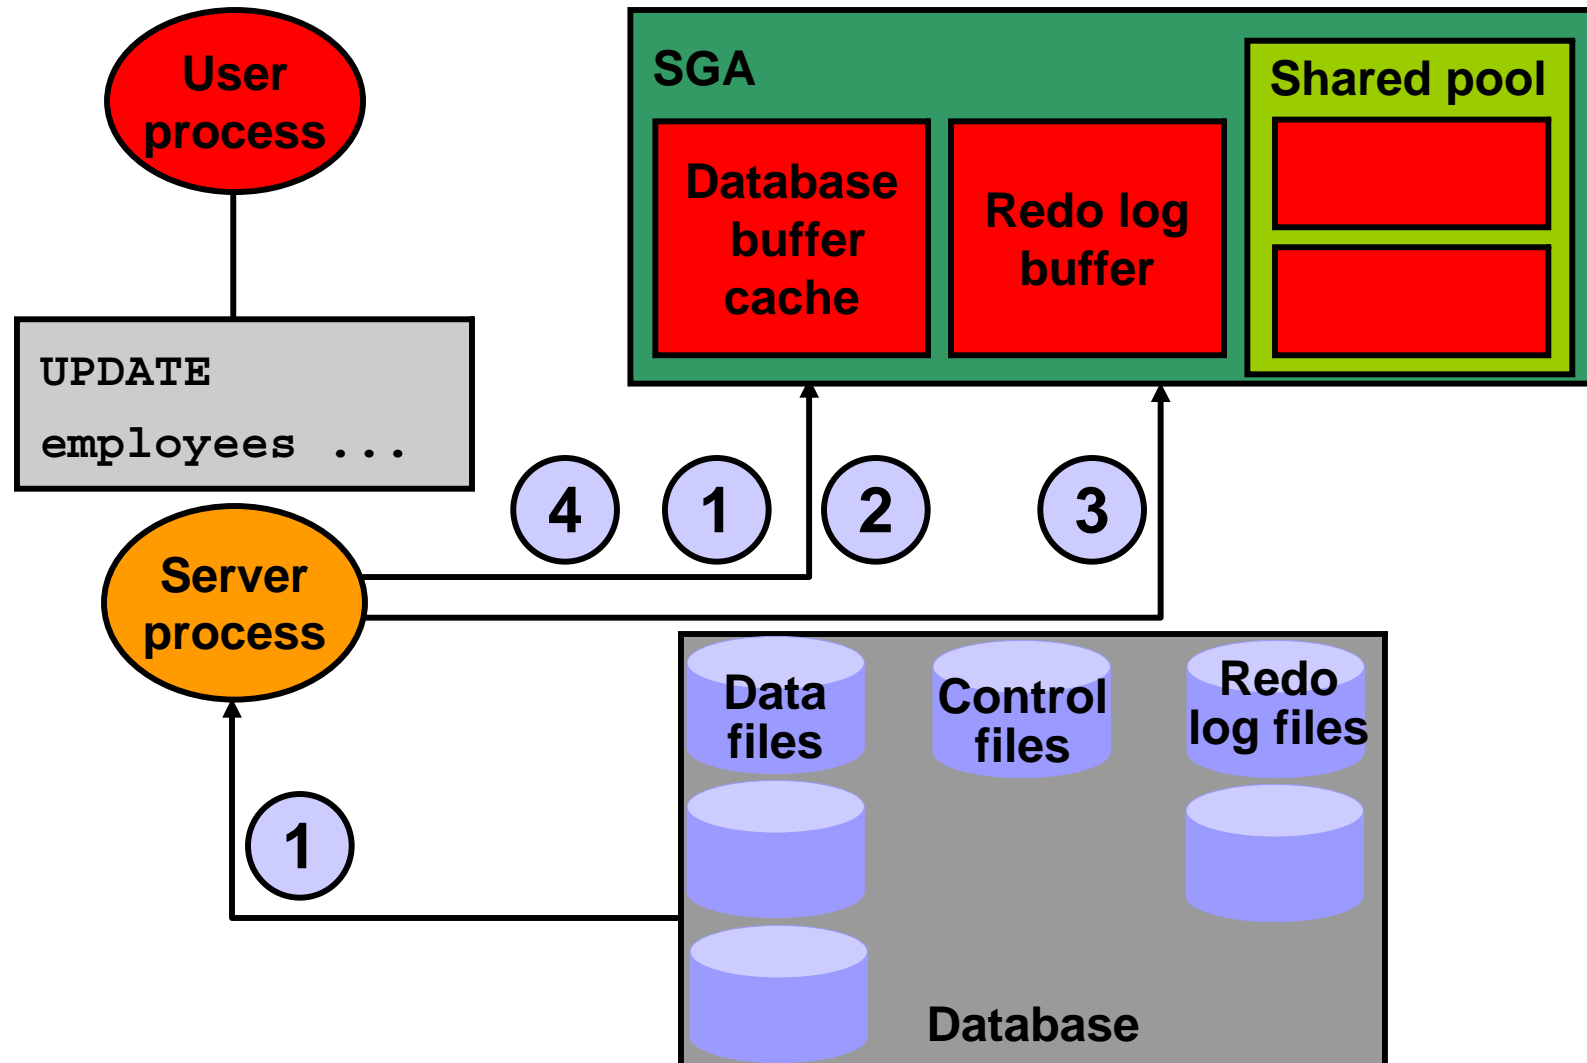 User
process
SGA
Shared pool
Database
buffer
cache
Redo log
buffer
UPDATE
employees ...
4
1
2
3
Server
process
Data
files
Control
files
Redo
log files
1
Database